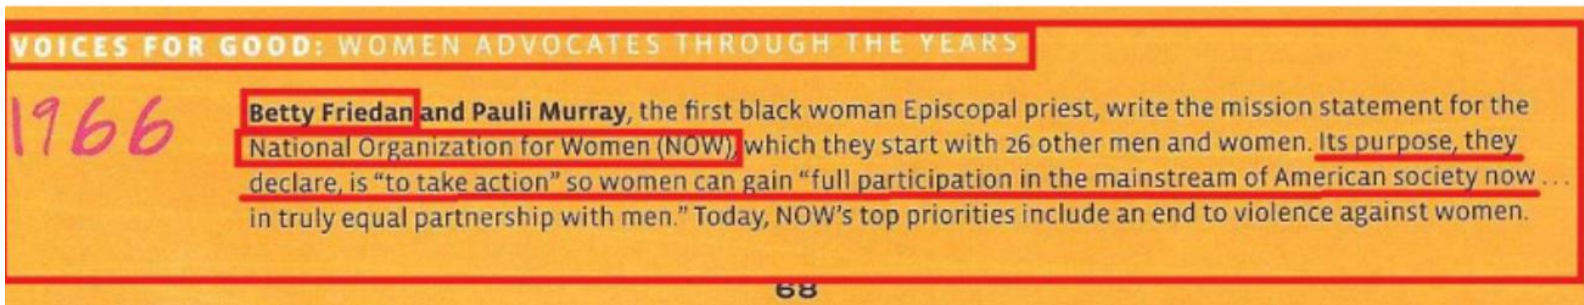 VOICES FOR GOOD: WOMEN ADVOCATES THROUGH THE YEARS
1966
Betty Friedan and Pauli Murray, the first black woman Episcopal priest, write the mission statement for the
National Organization for Women (NOW), which they start with 26 other men and women. Its purpose, they
declare, is “to take action” so women can gain “full participation in the mainstream of American society now ...
in truly equal partnership with men.” Today, NOW’s top priorities include an end to violence against women.
68